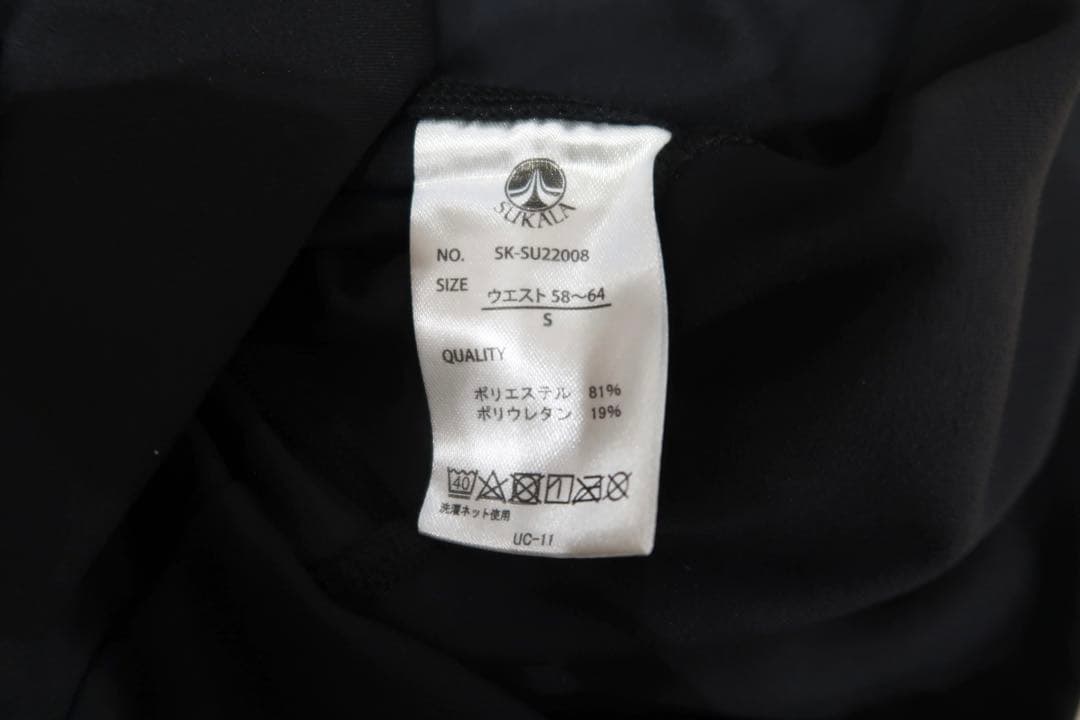 SUKALA
NO. SK-SU22008
SIZE ウエスト 58〜64
S
QUALITY
ポリエステル 81%
ポリウレタン 19%
40
洗濯ネット使用
UC-11